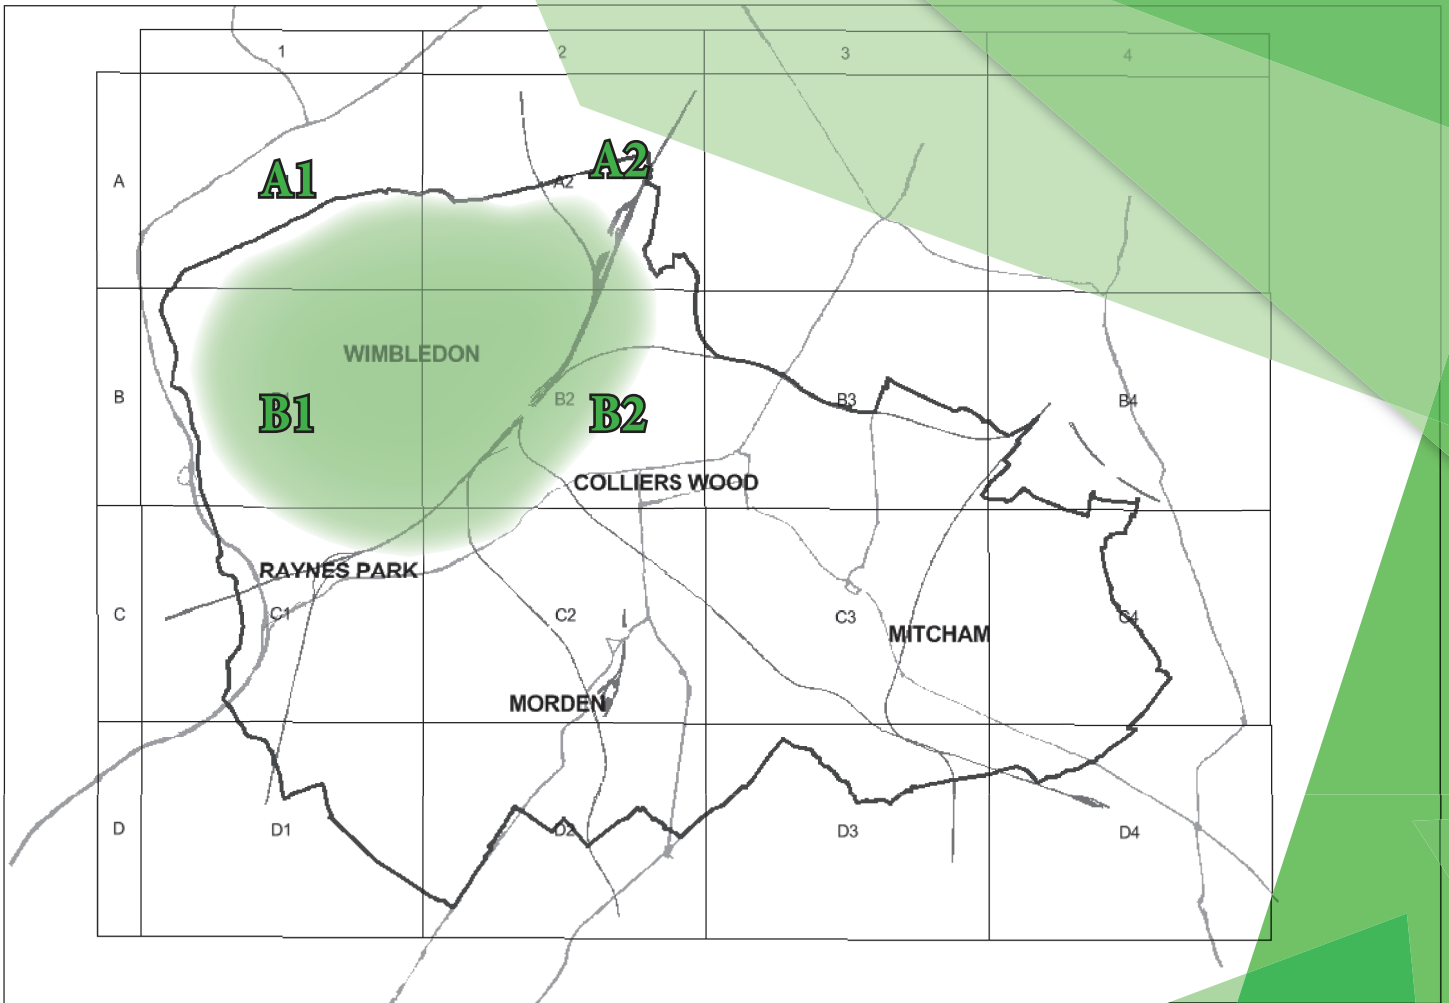 1 2 3 4
A A1 A2 A2
WIMBLEDON
B B1 B2 B2 B3 B4
COLLIERS WOOD
RAYNES PARK
C C1 C2 C3 C4
MITCHAM
MORDEN
D D1 D2 D3 D4